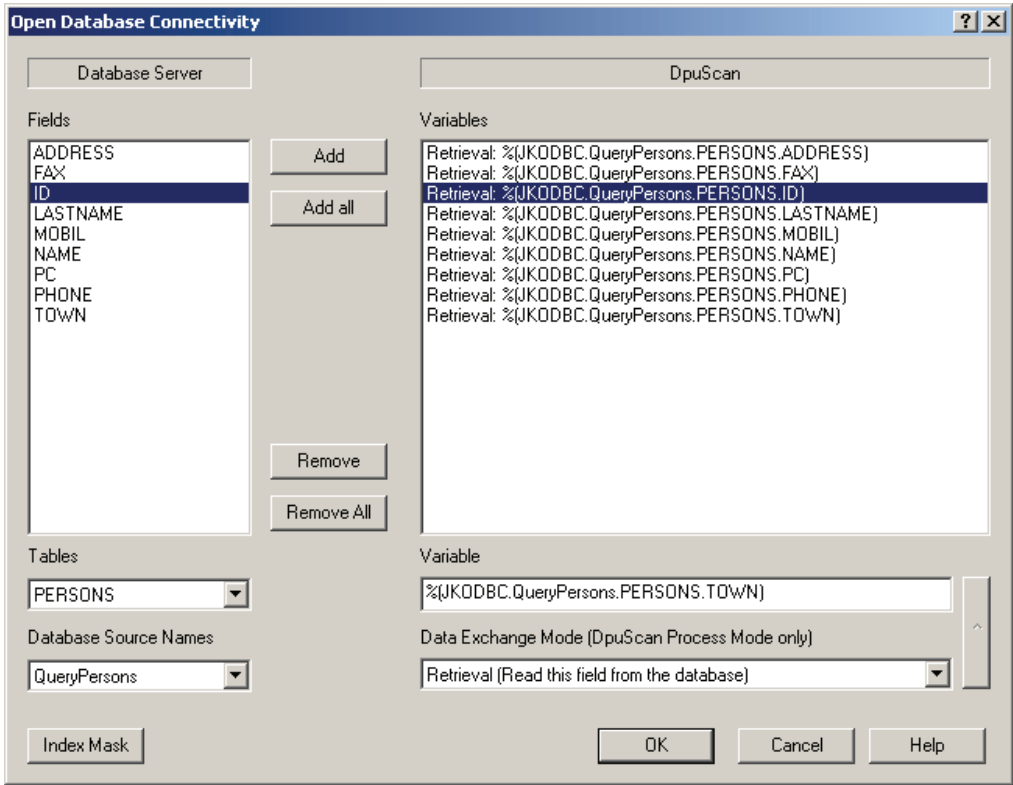 Open Database Connectivity
Database Server
DpuScan
Fields
Variables
ADDRESS
FAX
ID
LASTNAME
MOBIL
NAME
PC
PHONE
TOWN
Add
Add all
Remove
Remove All
Retrieval: %(JKODBC.QueryPersons.PERSONS.ADDRESS)
Retrieval: %(JKODBC.QueryPersons.PERSONS.FAX)
Retrieval: %(JKODBC.QueryPersons.PERSONS.ID)
Retrieval: %(JKODBC.QueryPersons.PERSONS.LASTNAME)
Retrieval: %(JKODBC.QueryPersons.PERSONS.MOBIL)
Retrieval: %(JKODBC.QueryPersons.PERSONS.NAME)
Retrieval: %(JKODBC.QueryPersons.PERSONS.PC)
Retrieval: %(JKODBC.QueryPersons.PERSONS.PHONE)
Retrieval: %(JKODBC.QueryPersons.PERSONS.TOWN)
Tables
PERSONS
Database Source Names
QueryPersons
Variable
%(JKODBC.QueryPersons.PERSONS.TOWN)
Data Exchange Mode (DpuScan Process Mode only)
Retrieval (Read this field from the database)
^
Index Mask
OK
Cancel
Help